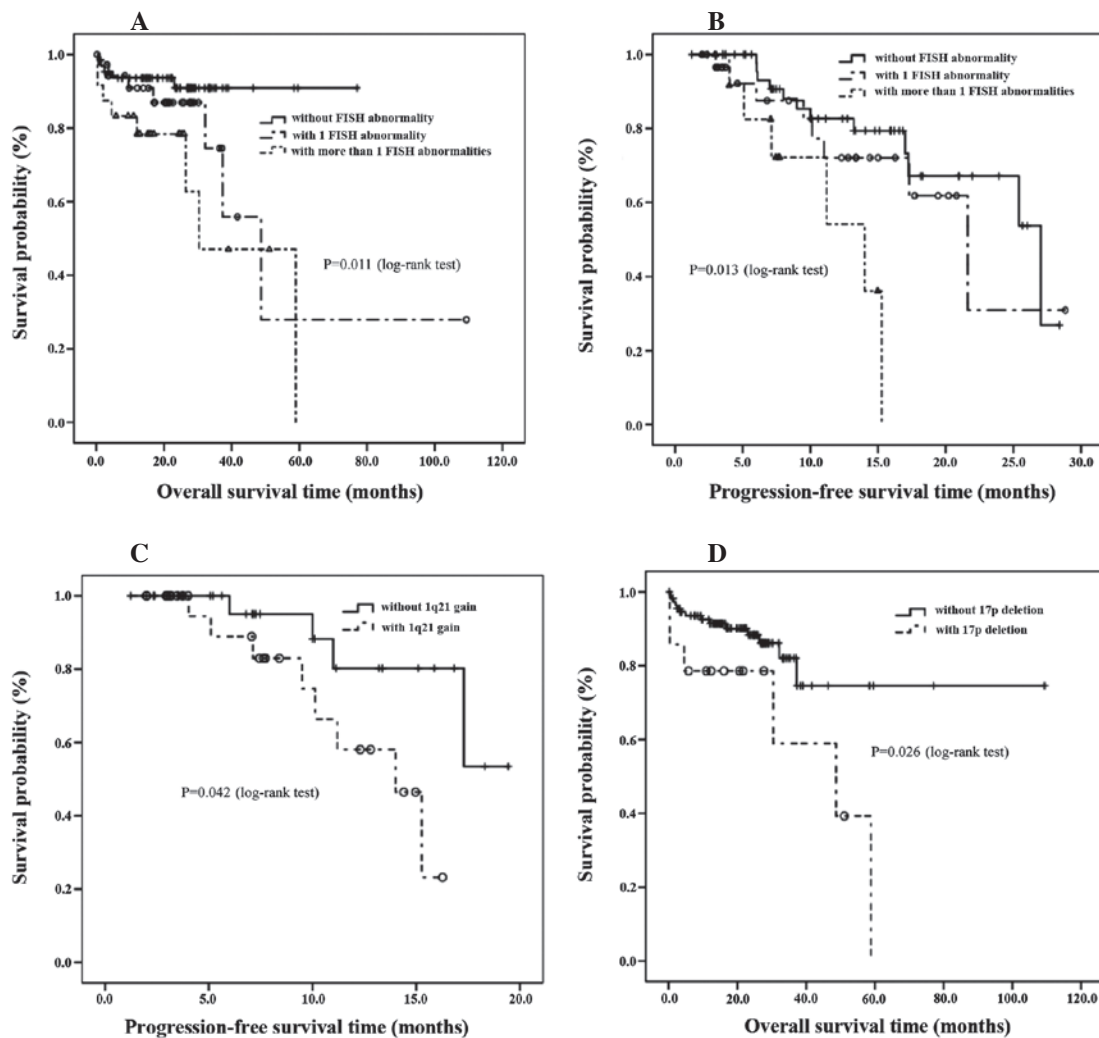 A
Survival probability (%)
1.0
0.8
0.6
0.4
0.2
0.0
without FISH abnormality
with 1 FISH abnormality
with more than 1 FISH abnormalities
P=0.011 (log-rank test)
0.0 20.0 40.0 60.0 80.0 100.0 120.0
Overall survival time (months)
B
Survival probability (%)
1.0
0.8
0.6
0.4
0.2
0.0
without FISH abnormality
with 1 FISH abnormality
with more than 1 FISH abnormalities
P=0.013 (log-rank test)
0.0 5.0 10.0 15.0 20.0 25.0 30.0
Progression-free survival time (months)
C
Survival probability (%)
1.0
0.8
0.6
0.4
0.2
0.0
without 1q21 gain
with 1q21 gain
P=0.042 (log-rank test)
0.0 5.0 10.0 15.0 20.0
Progression-free survival time (months)
D
Survival probability (%)
1.0
0.8
0.6
0.4
0.2
0.0
without 17p deletion
with 17p deletion
P=0.026 (log-rank test)
0.0 20.0 40.0 60.0 80.0 100.0 120.0
Overall survival time (months)